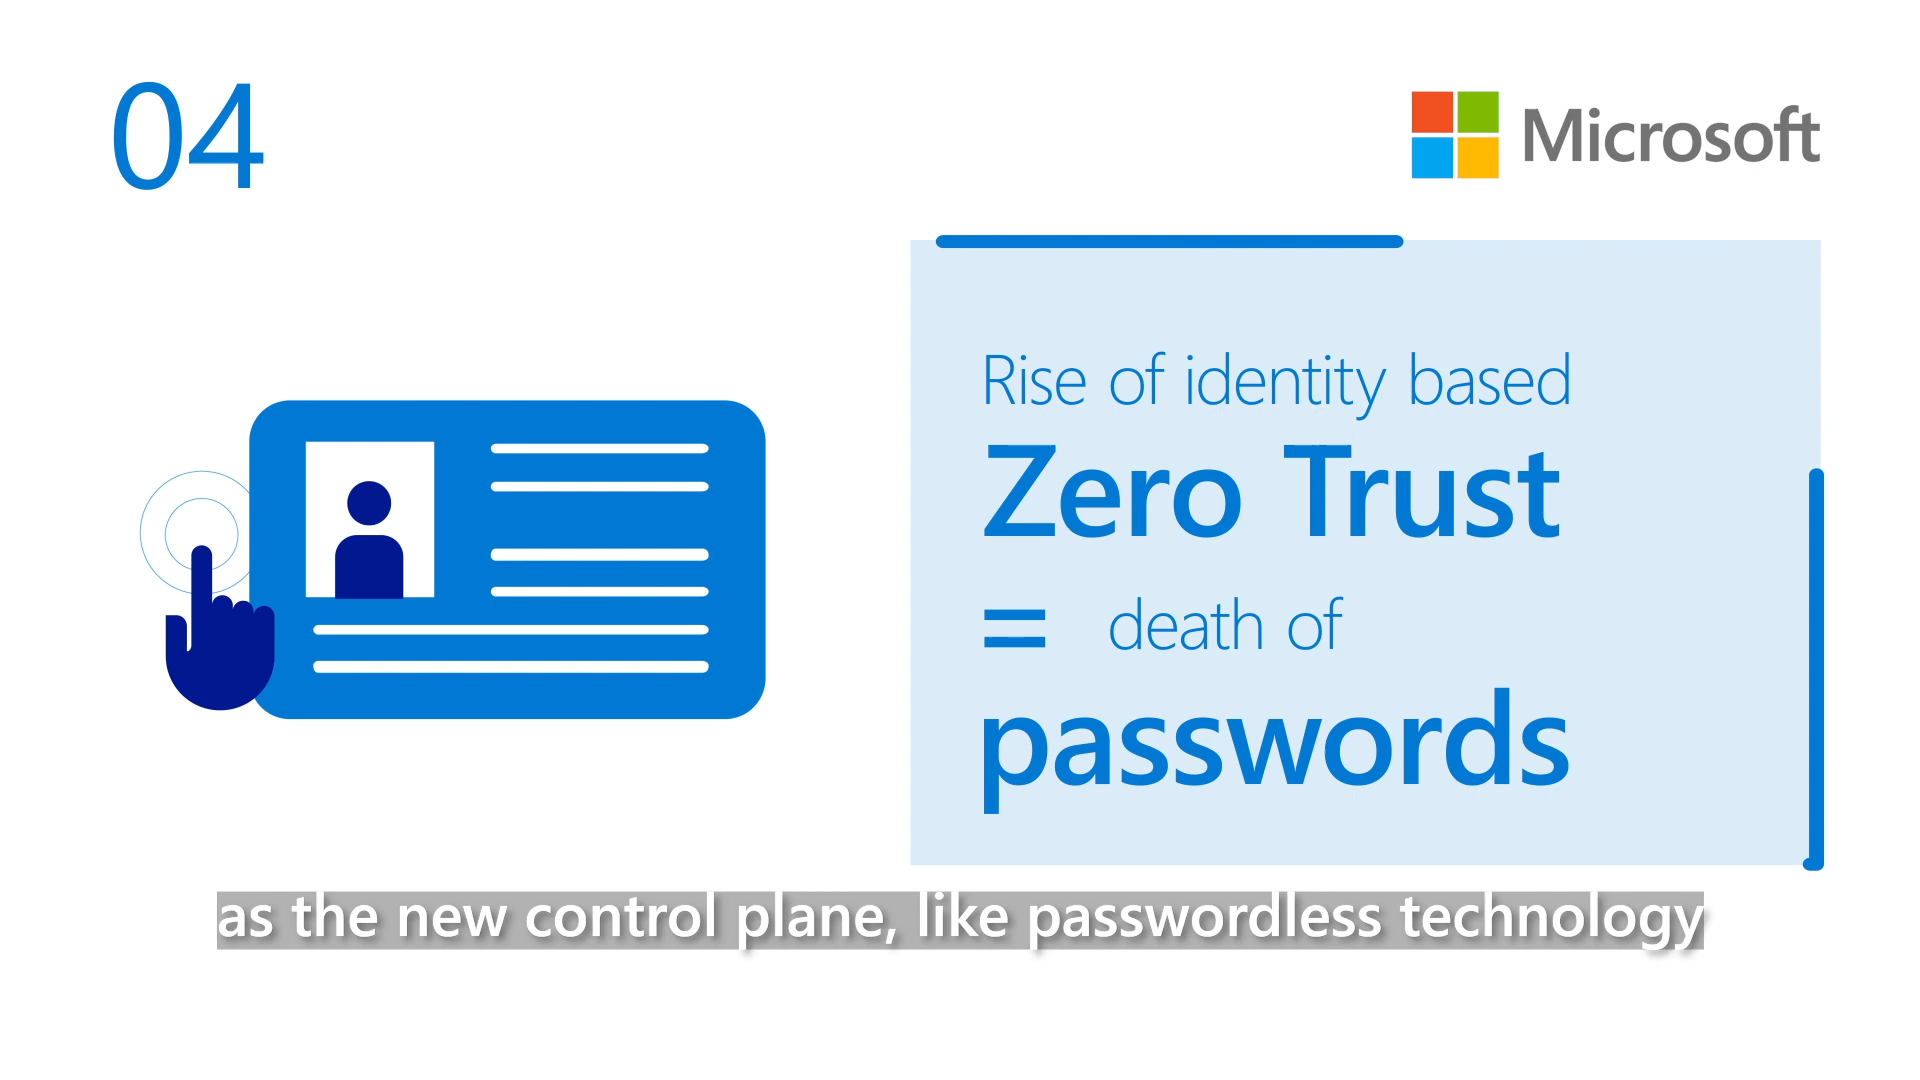 04
Microsoft
Rise of identity based
Zero Trust
= death of
passwords
as the new control plane, like passwordless technology